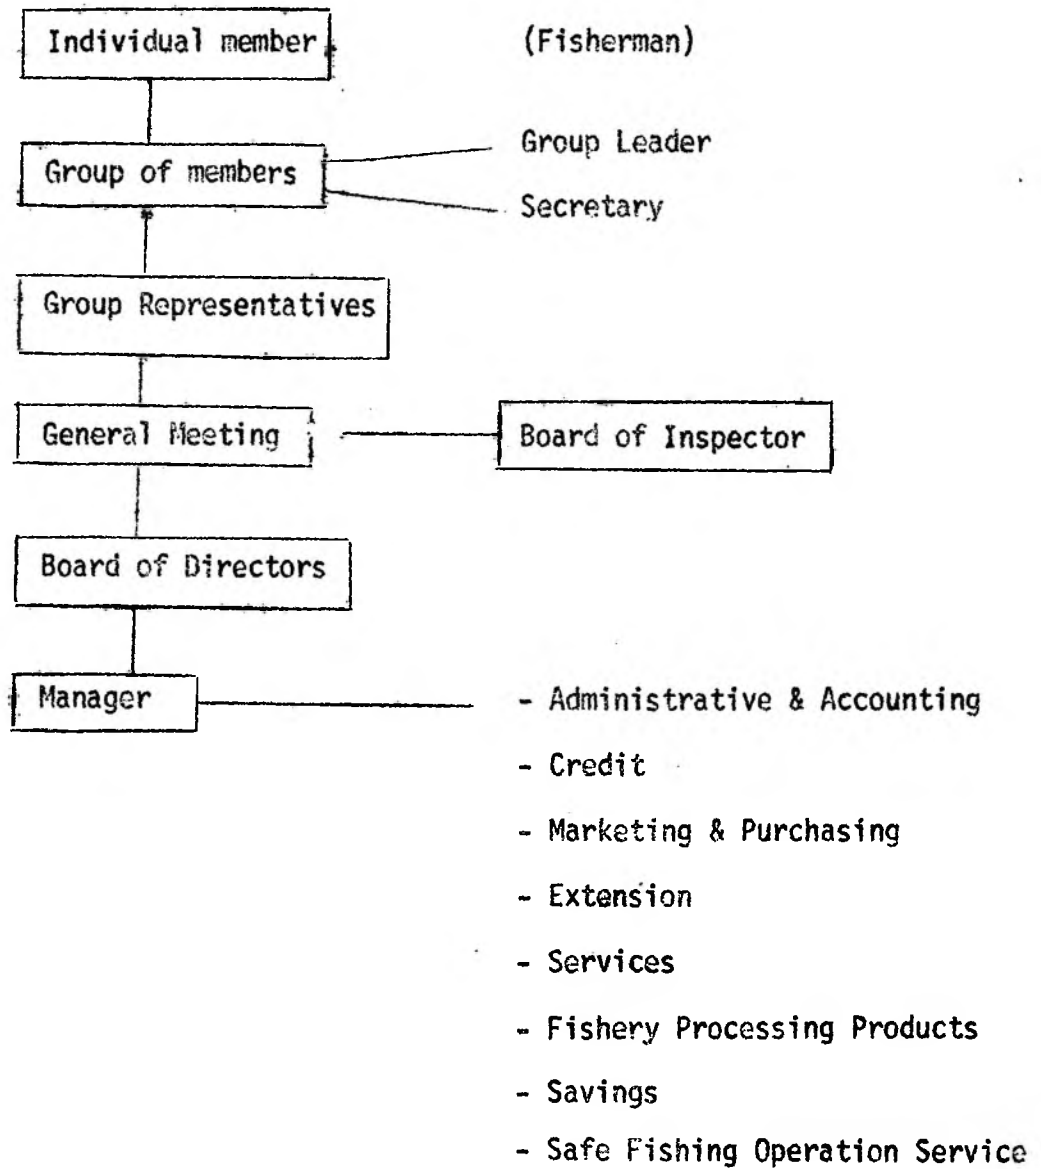 Individual member (Fisherman)
Group Leader
Group of members
Secretary
Group Representatives
General Meeting Board of Inspector
Board of Directors
Manager - Administrative & Accounting
- Credit
- Marketing & Purchasing
- Extension
- Services
- Fishery Processing Products
- Savings
- Safe Fishing Operation Service